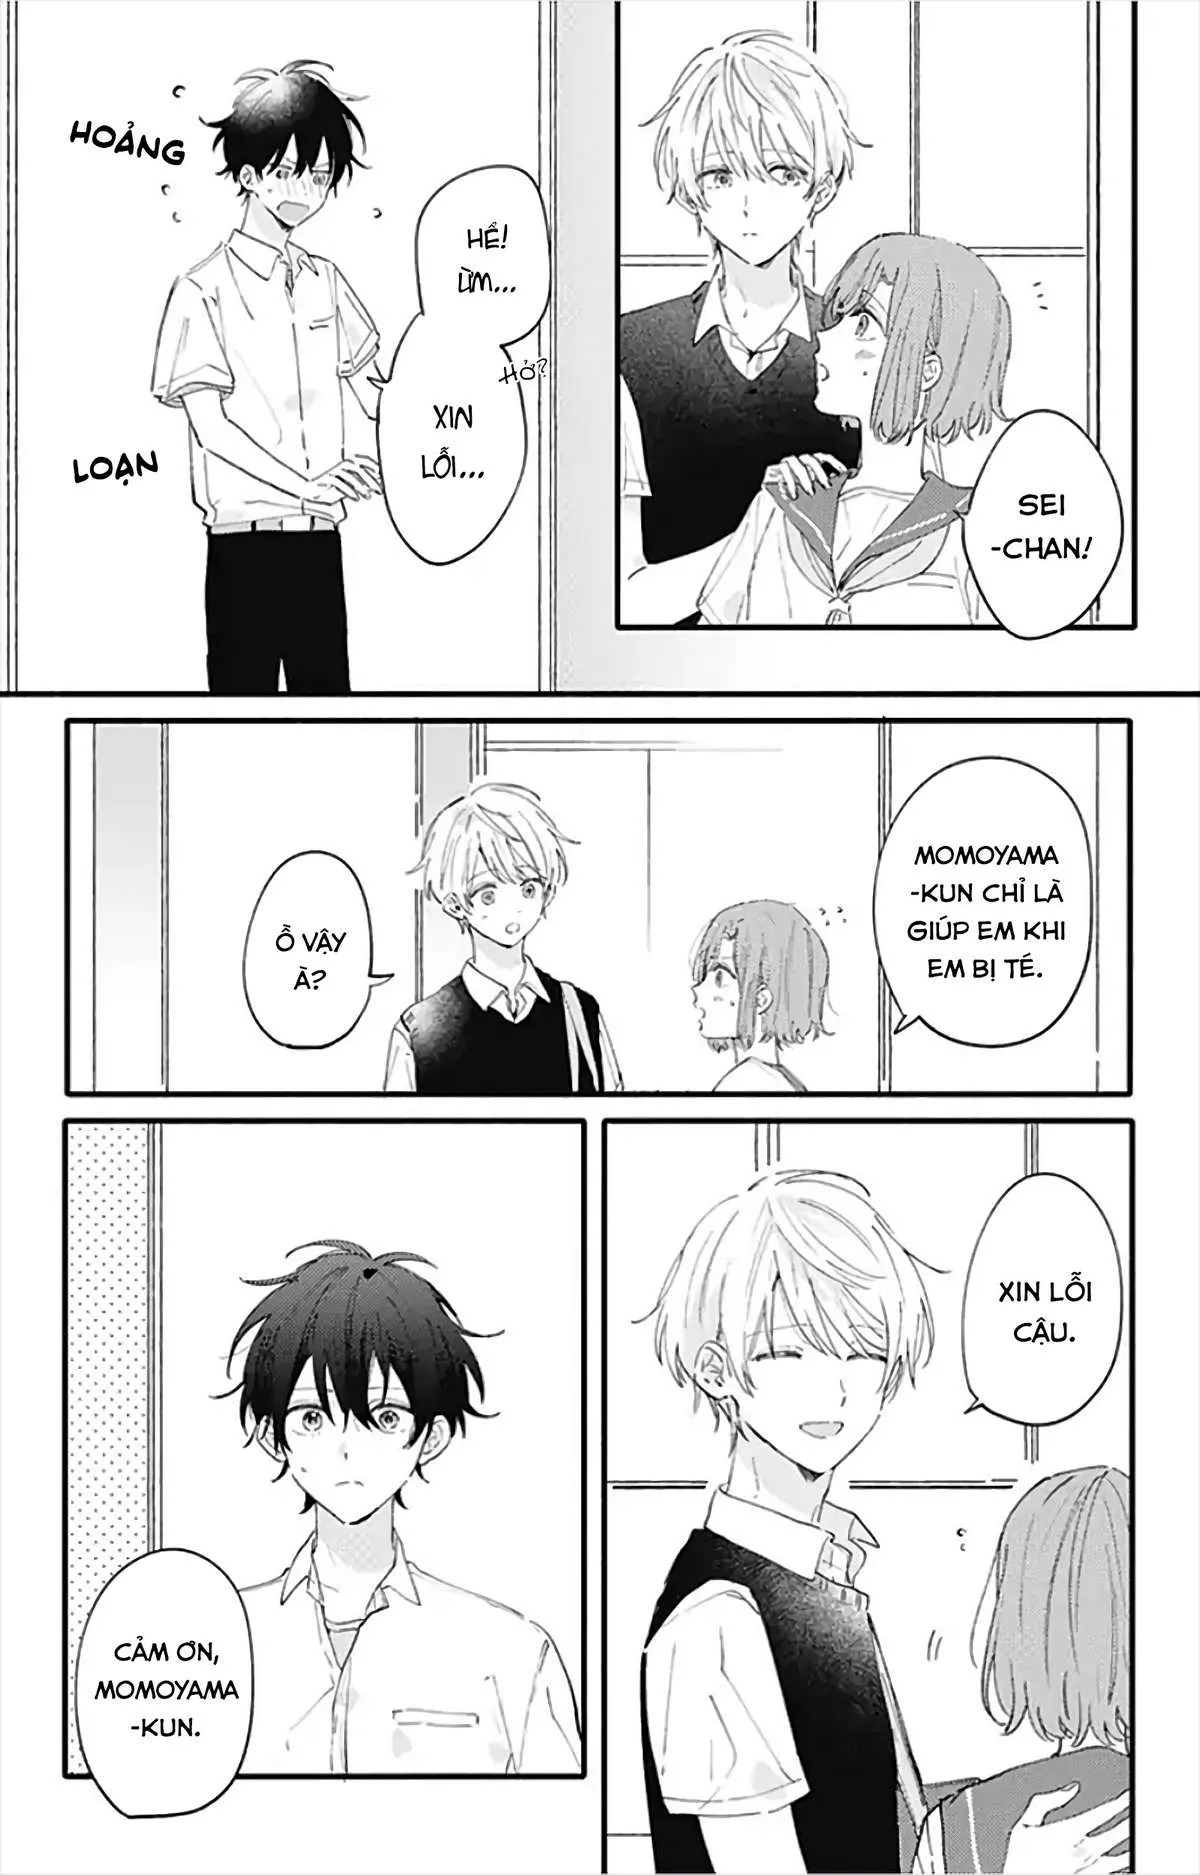 SEI
-CHAN!
HỂ!
ỪM...
HỞ?
XIN
LỖI...
HOẢNG
LOẠN
MOMOYAMA
-KUN CHỈ LÀ
GIÚP EM KHI
EM BỊ TÉ.
Ồ VẬY
À?
XIN LỖI
CẬU.
CẢM ƠN,
MOMOYAMA
-KUN.